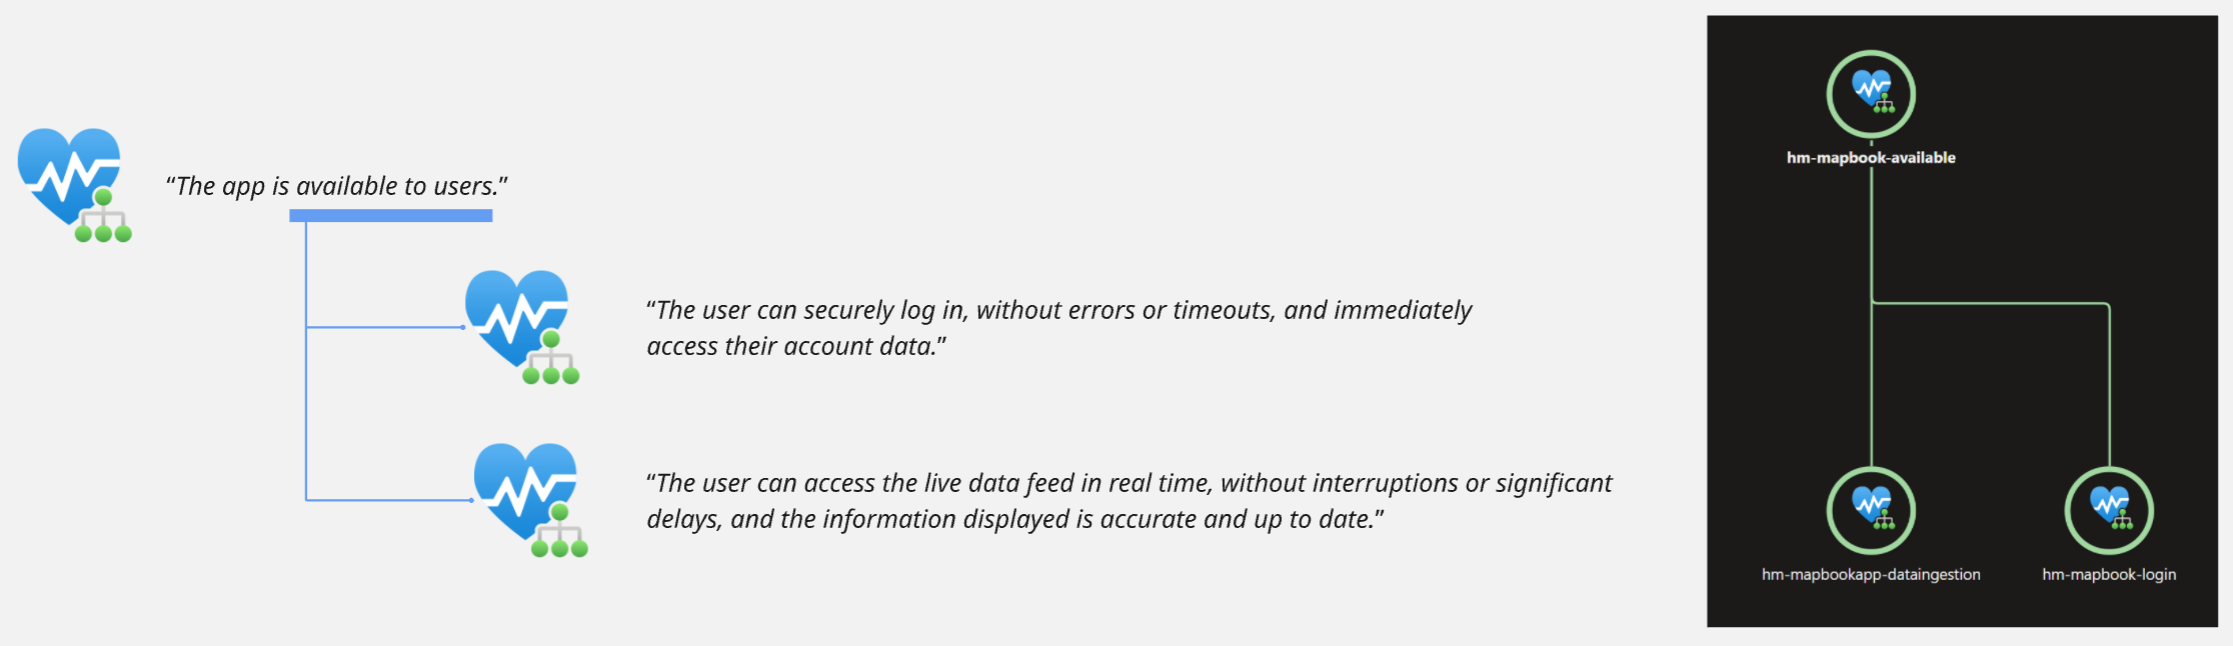 “The app is available to users.”
“The user can securely log in, without errors or timeouts, and immediately
access their account data.”
“The user can access the live data feed in real time, without interruptions or significant
delays, and the information displayed is accurate and up to date.”
hm-mapbook-available
hm-mapbookapp-dataingestion
hm-mapbook-login